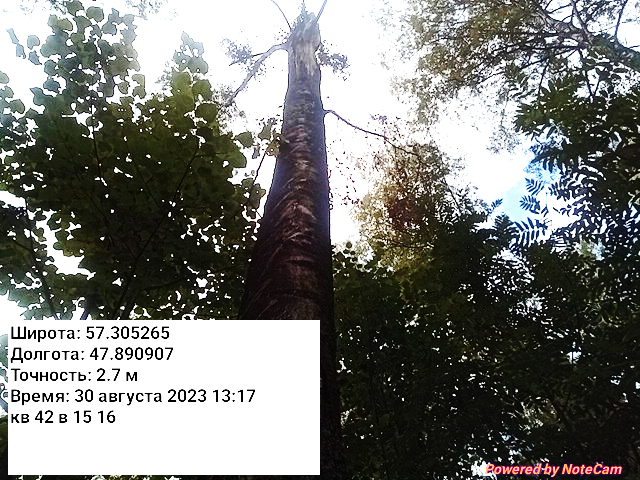 Широта: 57.305265
Долгота: 47.890907
Точность: 2.7 м
Время: 30 августа 2023 13:17
кв 42 в 15 16
Powered by NoteCam